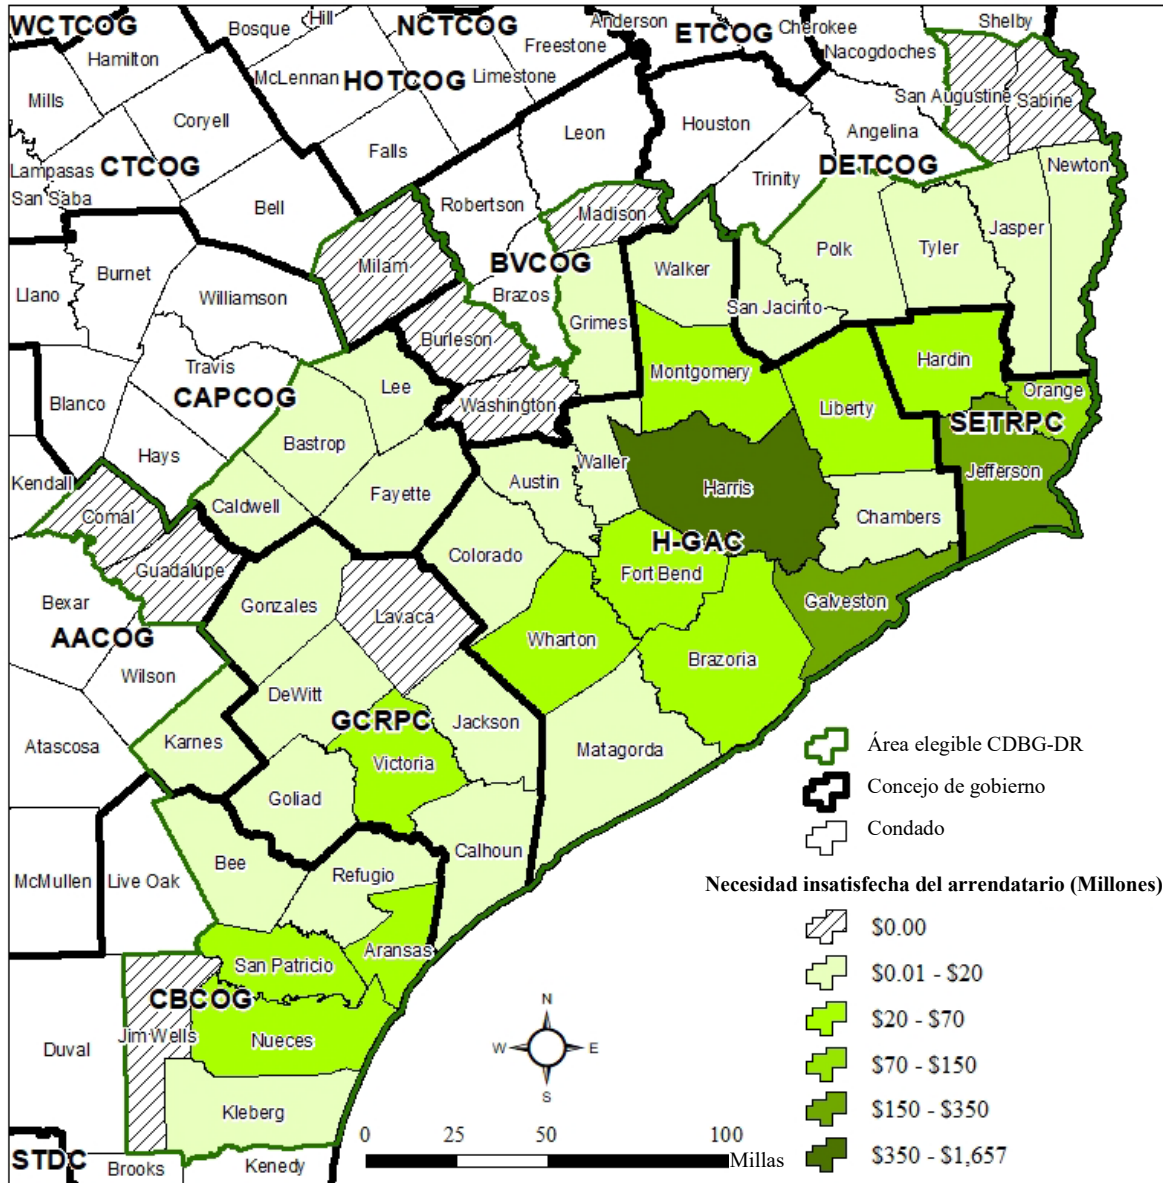 WCTCOG
Bosque
Hill
NCTCOG
Anderson
ETCOG
Cherokee
Shelby
Hamilton
Freestone
Nacogdoches
McLennan
HOTCOG
Limestone
Mills
San Augustine
Sabine
Coryell
Leon
Houston
Angelina
Falls
Lampasas
CTCOG
DETCOG
Newton
San Saba
Trinity
Bell
Robertson
Madison
Jasper
Polk
Tyler
Milam
BVCOG
Walker
Burnet
Llano
Williamson
Brazos
San Jacinto
Grimes
Burleson
Hardin
Travis
Montgomery
Lee
Orange
CAPCOG
Blanco
Washington
Liberty
SETRPC
Bastrop
Hays
Waller
Jefferson
Kendall
Austin
Harris
Fayette
Caldwell
Comal
Chambers
H-GAC
Colorado
Guadalupe
Fort Bend
Bexar
Gonzales
Galveston
Lavaca
AACOG
Wharton
Brazoria
Wilson
DeWitt
GCRPC
Jackson
Atascosa
Karnes
Matagorda
Victoria
Goliad
Calhoun
Bee
Refugio
McMullen
Live Oak
Aransas
San Patricio
CBCOG
Jim Wells
Duval
Nueces
Kleberg
STDC
Brooks
Kenedy
Área elegible CDBG-DR
Concejo de gobierno
Condado
Necesidad insatisfecha del arrendatario (Millones)
$0.00
$0.01 - $20
$20 - $70
$70 - $150
$150 - $350
$350 - $1,657
N
W E
S
0 25 50 100
Millas